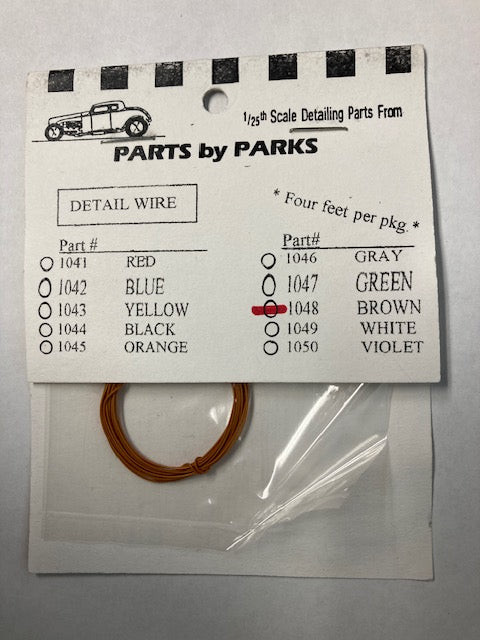 1/25th Scale Detailing Parts From
PARTS by PARKS
DETAIL WIRE
* Four feet per pkg. *
Part #
1041 RED
1042 BLUE
1043 YELLOW
1044 BLACK
1045 ORANGE
Part#
1046 GRAY
1047 GREEN
1048 BROWN
1049 WHITE
1050 VIOLET